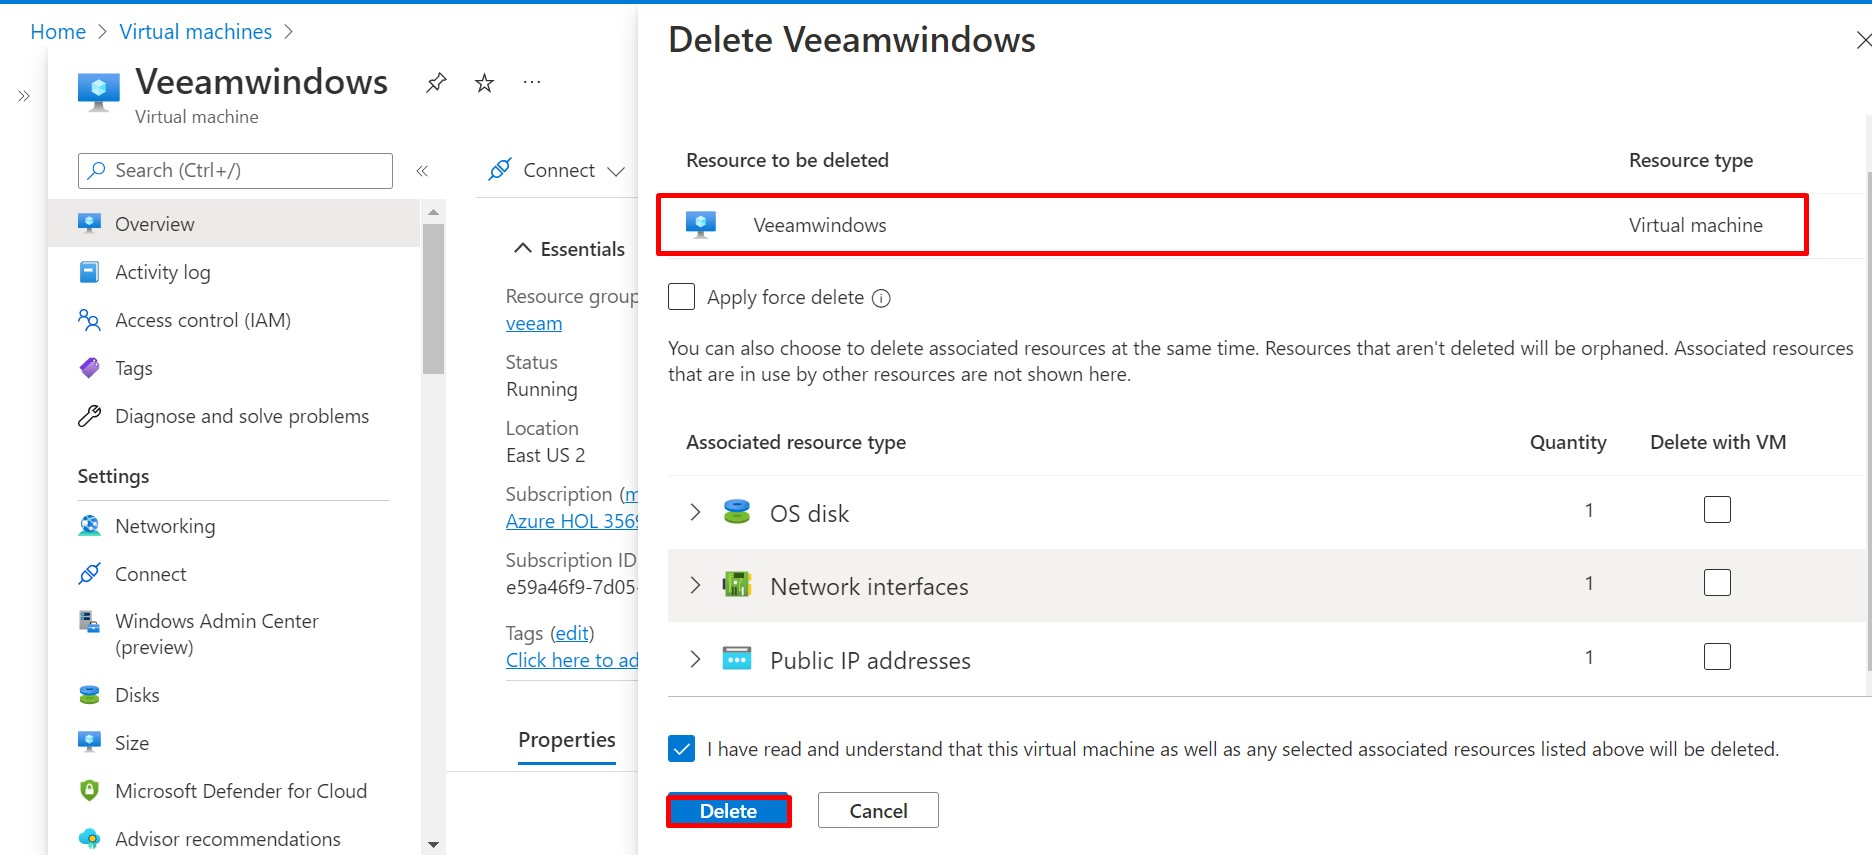 Home > Virtual machines >
Veeamwindows
Virtual machine
Search (Ctrl+/)
Overview
Activity log
Access control (IAM)
Tags
Diagnose and solve problems
Settings
Networking
Connect
Windows Admin Center
(preview)
Disks
Size
Microsoft Defender for Cloud
Advisor recommendations
Connect
Essentials
Resource group
veeam
Status
Running
Location
East US 2
Subscription (m
Azure HOL 3569
Subscription ID
e59a46f9-7d05-
Tags (edit)
Click here to ad
Properties
Delete Veeamwindows
Resource to be deleted Resource type
Veeamwindows Virtual machine
Apply force delete
You can also choose to delete associated resources at the same time. Resources that aren't deleted will be orphaned. Associated resources
that are in use by other resources are not shown here.
Associated resource type Quantity Delete with VM
OS disk 1
Network interfaces 1
Public IP addresses 1
I have read and understand that this virtual machine as well as any selected associated resources listed above will be deleted.
Delete Cancel